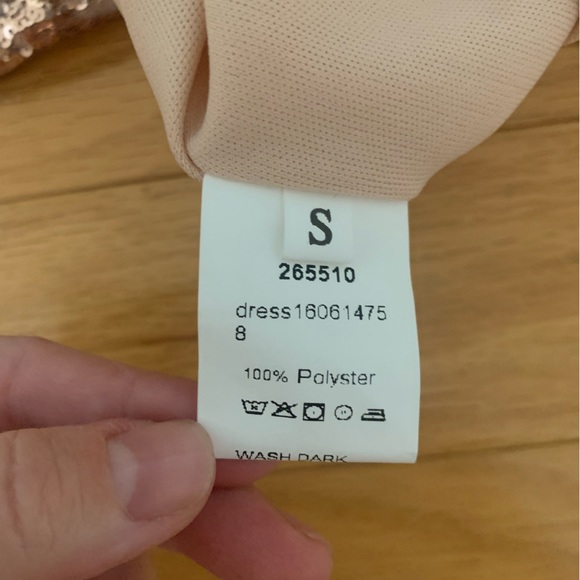 S
265510
dress16061475
8
100% Polyster
WASH DARK